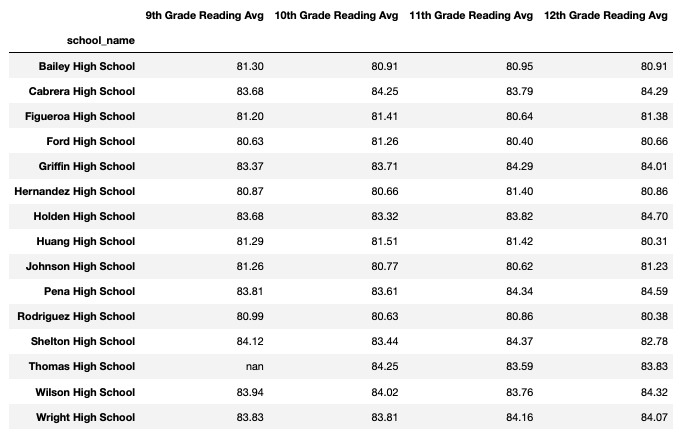 9th Grade Reading Avg 10th Grade Reading Avg 11th Grade Reading Avg 12th Grade Reading Avg
school_name
Bailey High School 81.30 80.91 80.95 80.91
Cabrera High School 83.68 84.25 83.79 84.29
Figueroa High School 81.20 81.41 80.64 81.38
Ford High School 80.63 81.26 80.40 80.66
Griffin High School 83.37 83.71 84.29 84.01
Hernandez High School 80.87 80.66 81.40 80.86
Holden High School 83.68 83.32 83.82 84.70
Huang High School 81.29 81.51 81.42 80.31
Johnson High School 81.26 80.77 80.62 81.23
Pena High School 83.81 83.61 84.34 84.59
Rodriguez High School 80.99 80.63 80.86 80.38
Shelton High School 84.12 83.44 84.37 82.78
Thomas High School nan 84.25 83.59 83.83
Wilson High School 83.94 84.02 83.76 84.32
Wright High School 83.83 83.81 84.16 84.07